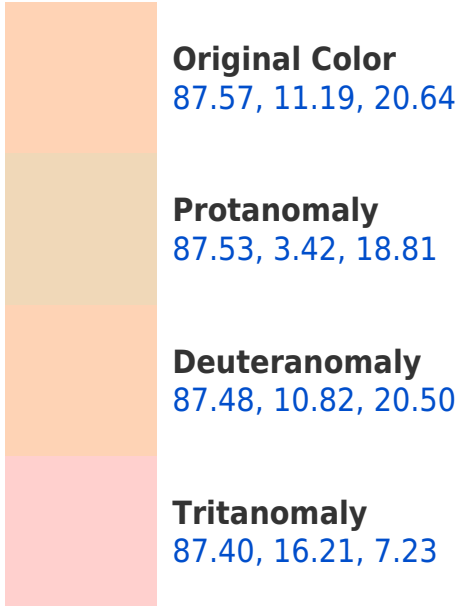 Original Color
87.57, 11.19, 20.64
Protanomaly
87.53, 3.42, 18.81
Deuteranomaly
87.48, 10.82, 20.50
Tritanomaly
87.40, 16.21, 7.23